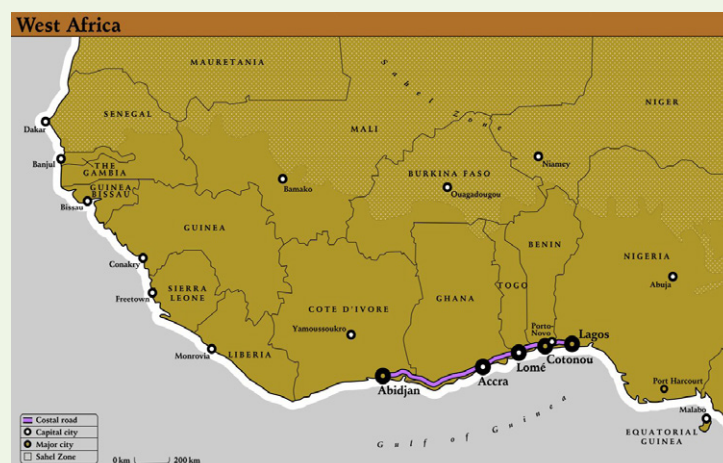 West Africa
MAURETANIA
Sahel Zone
NIGER
SENEGAL
Dakar
MALI
Banjul
THE
GAMBIA
GUINEA
BISSAU
Bissau
Bamako
BURKINA FASO
Ouagadougou
Niamey
GUINEA
BENIN
NIGERIA
Conakry
Abuja
SIERRA
LEONE
Freetown
COTE D'IVORE
GHANA
TOGO
Yamoussoukro
Porto-
Novo
Lagos
Cotonou
Lomé
Monrovia
LIBERIA
Accra
Abidjan
Port Harcourt
Malabo
EQUATORIAL
GUINEA
Gulf of Guinea
Costal road
Capital city
Major city
Sahel Zone
0 km 200 km